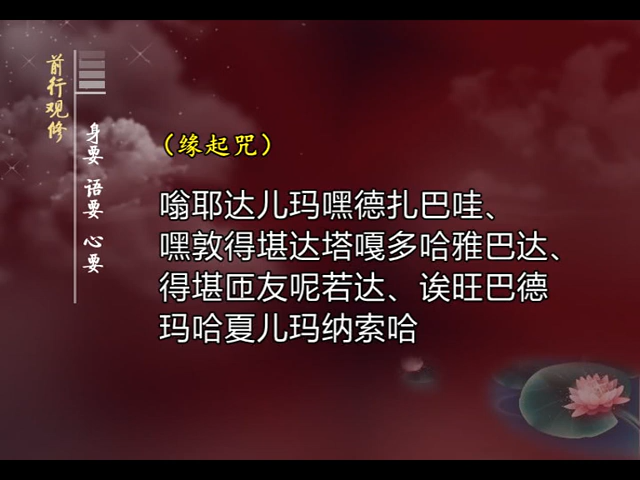 前行观修
身要 语要 心要
（缘起咒）
嗡耶达儿玛嘿德扎巴哇、
嘿敦得堪达塔嘎多哈雅巴达、
得堪匝友呢若达、诶旺巴德
玛哈夏儿玛纳索哈